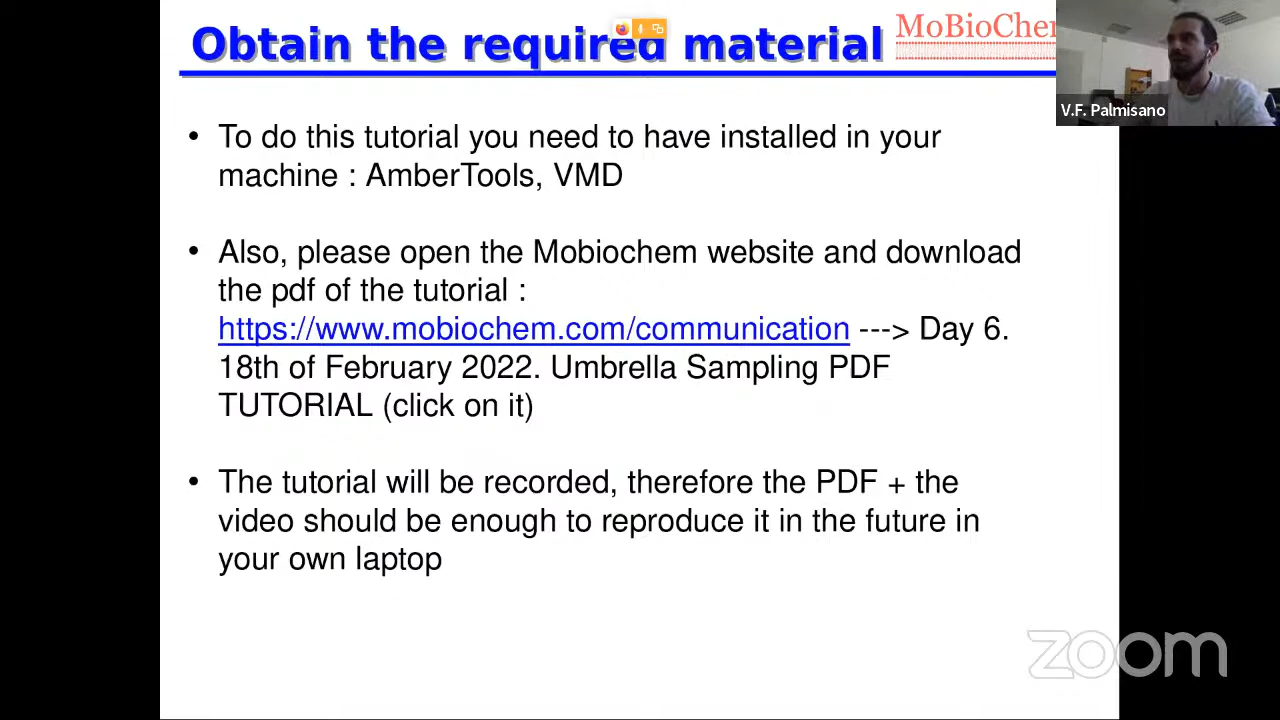 Obtain the required material
MoBioChem
V.F. Palmisano
• To do this tutorial you need to have installed in your
machine : AmberTools, VMD
• Also, please open the Mobiochem website and download
the pdf of the tutorial :
https://www.mobiochem.com/communication ---> Day 6.
18th of February 2022. Umbrella Sampling PDF
TUTORIAL (click on it)
• The tutorial will be recorded, therefore the PDF + the
video should be enough to reproduce it in the future in
your own laptop
zoom